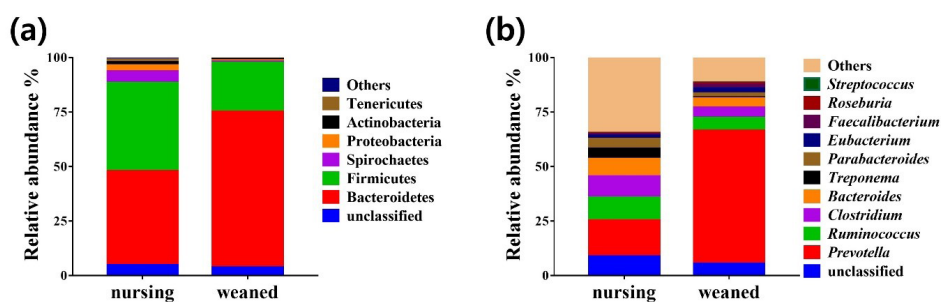 (a)
Relative abundance %
100
75
50
25
0
nursing
weaned
Others
Tenericutes
Actinobacteria
Proteobacteria
Spirochaetes
Firmicutes
Bacteroidetes
unclassified
(b)
Relative abundance %
100
75
50
25
0
nursing
weaned
Others
Streptococcus
Roseburia
Faecalibacterium
Eubacterium
Parabacteroides
Treponema
Bacteroides
Clostridium
Ruminococcus
Prevotella
unclassified